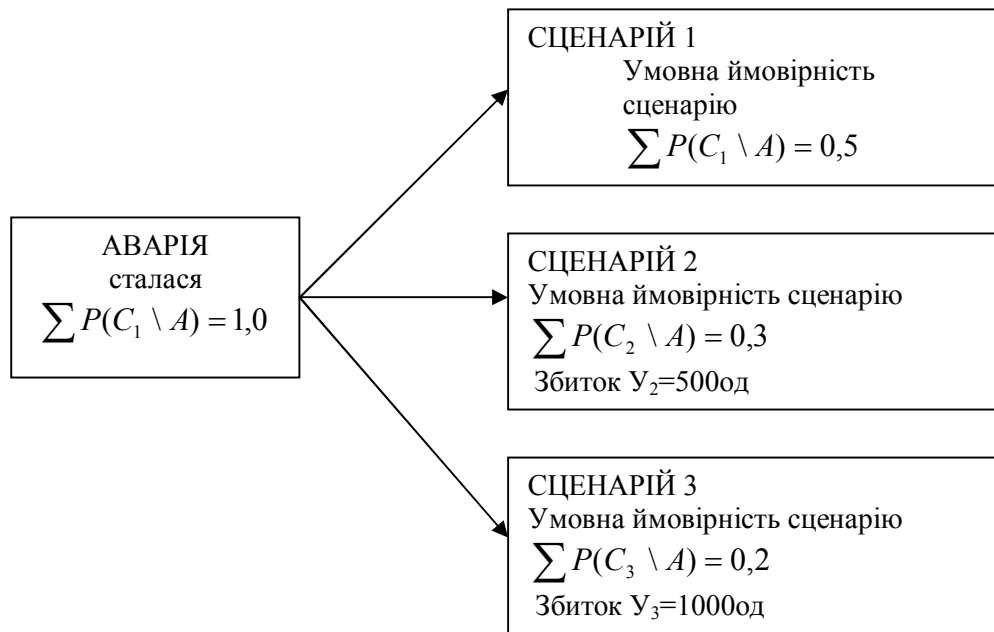 СЦЕНАРІЙ 1
Умовна ймовірність
сценарію
∑ P(C₁ \ A) = 0,5
АВАРІЯ
сталася
∑ P(C₁ \ A) = 1,0
СЦЕНАРІЙ 2
Умовна ймовірність сценарію
∑ P(C₂ \ A) = 0,3
Збиток У₂=500од
СЦЕНАРІЙ 3
Умовна ймовірність сценарію
∑ P(C₃ \ A) = 0,2
Збиток У₃=1000од